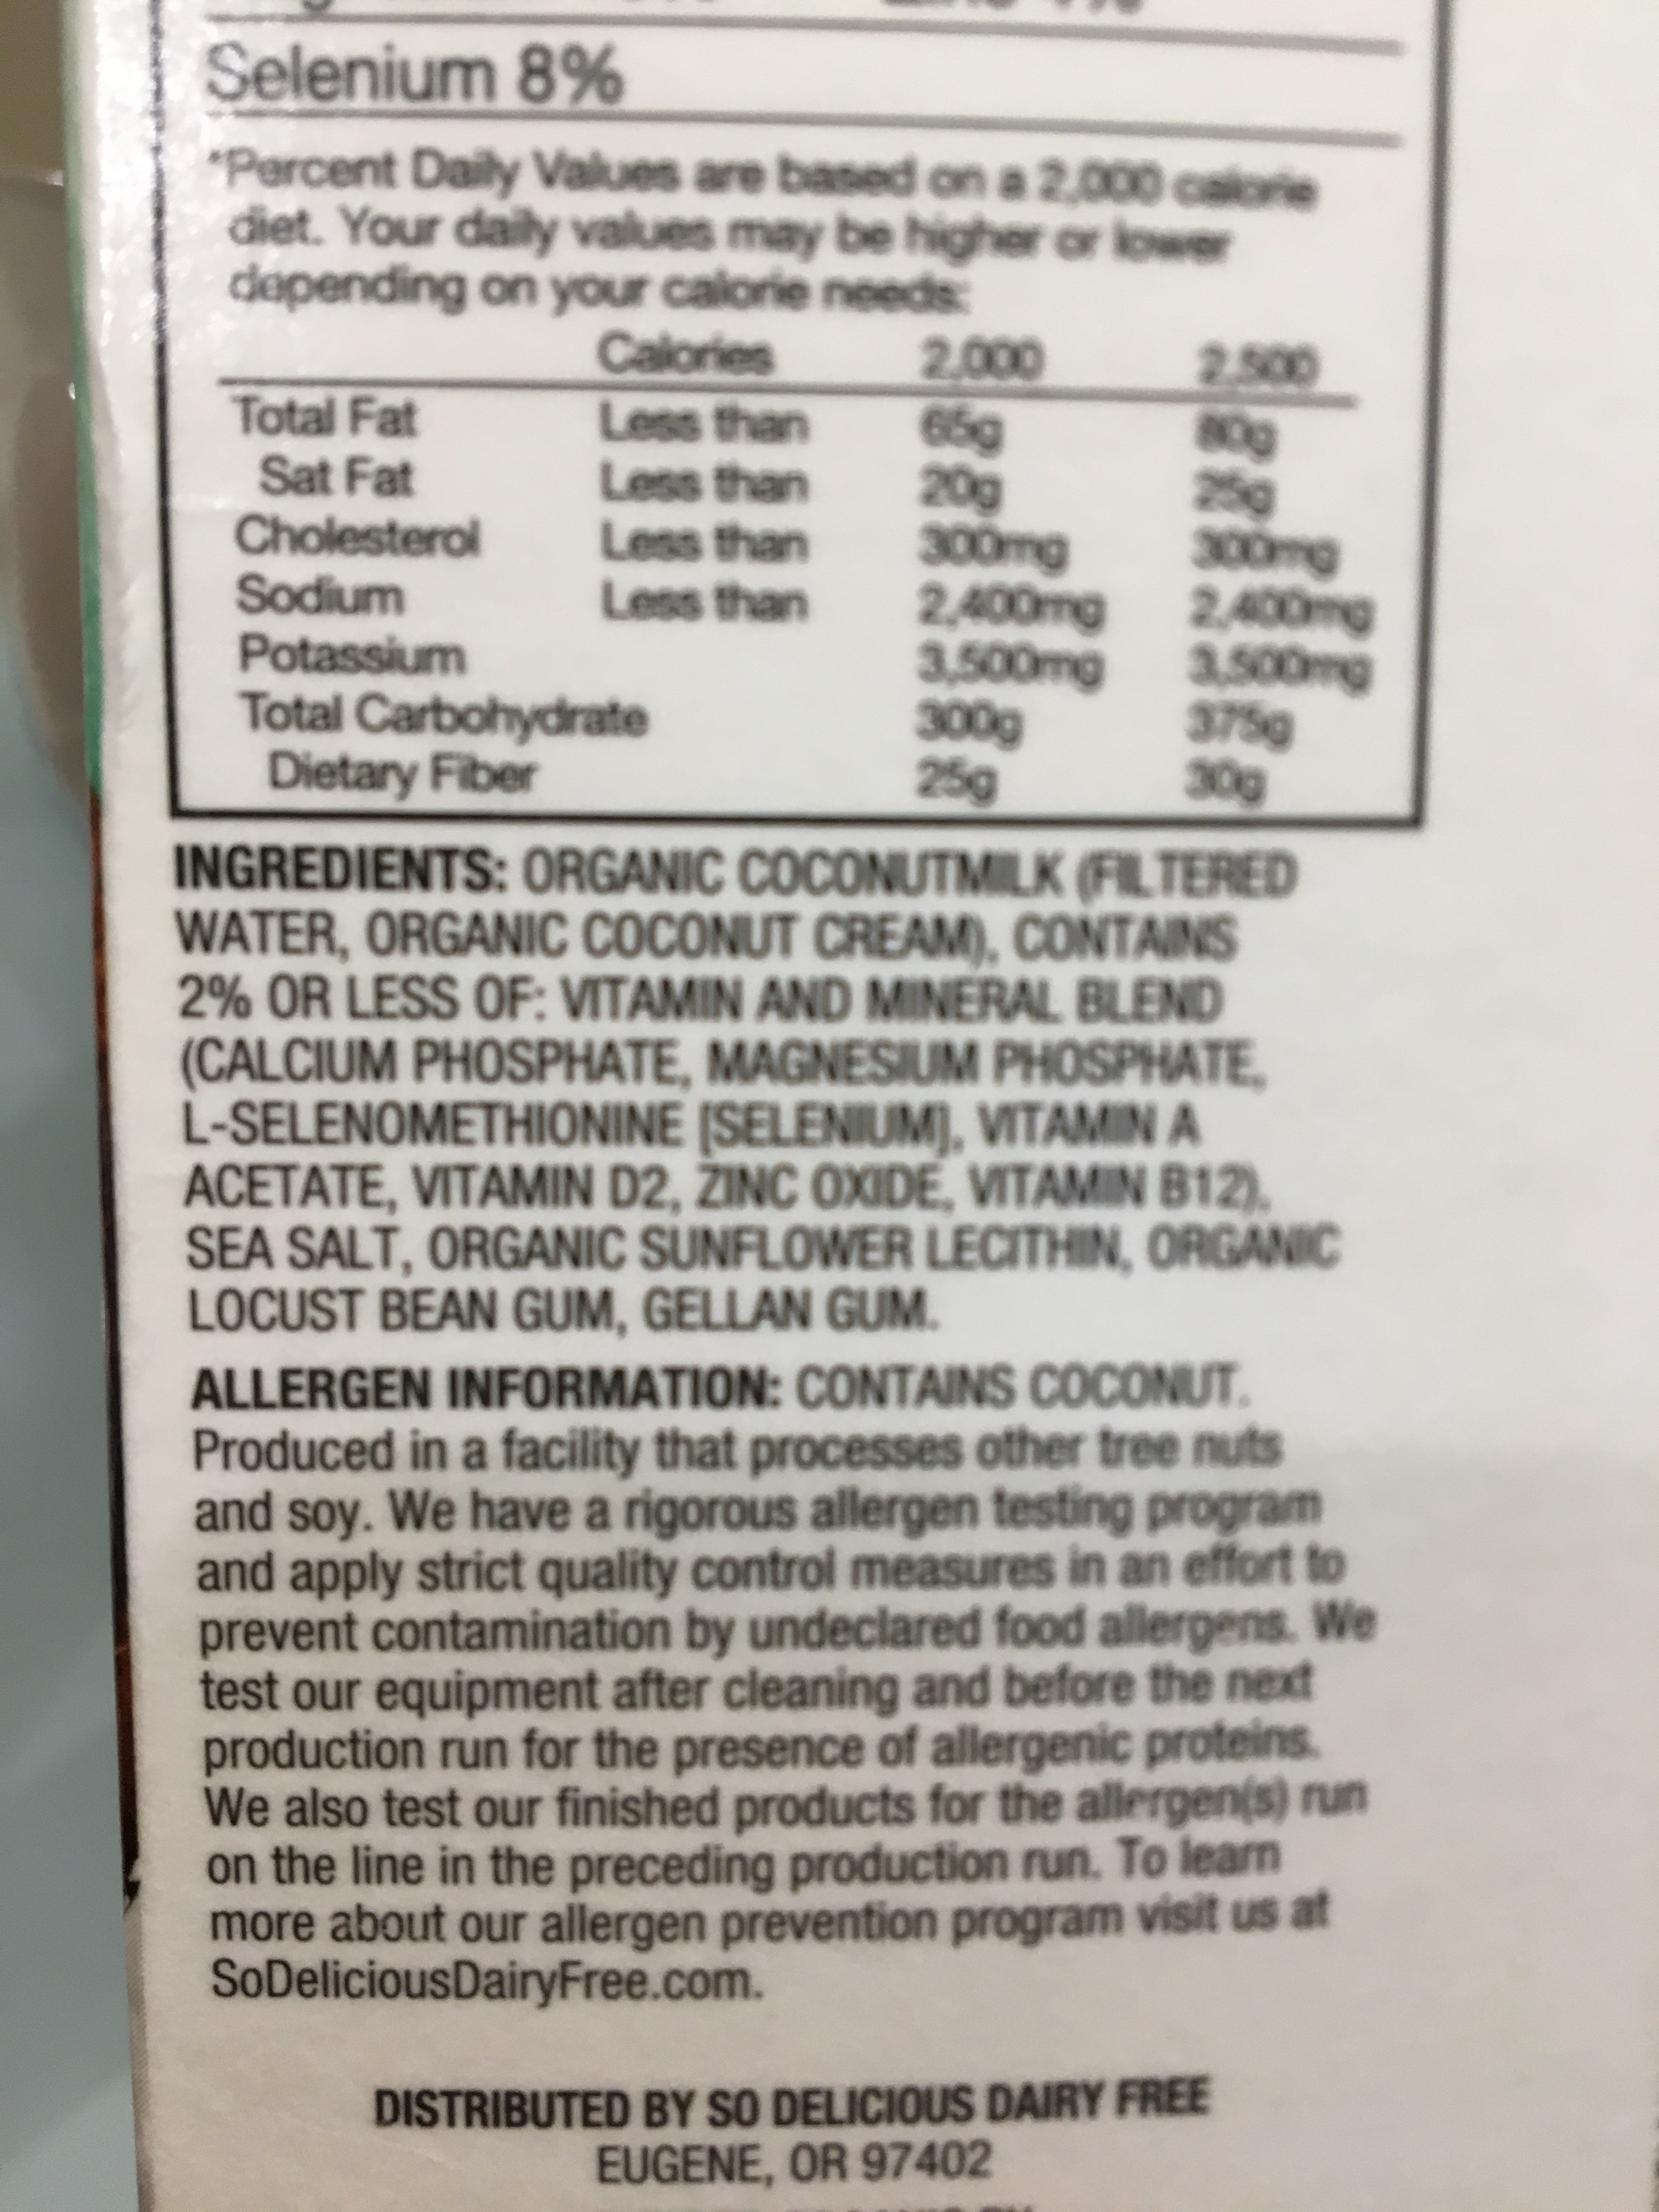 Selenium 8%
*Percent Daily Values are based on a 2,000 calorie
diet. Your daily values may be higher or lower
depending on your calorie needs:
Calories 2,000 2,500
Total Fat Less than 65g 80g
Sat Fat Less than 20g 25g
Cholesterol Less than 300mg 300mg
Sodium Less than 2,400mg 2,400mg
Potassium 3,500mg 3,500mg
Total Carbohydrate 300g 375g
Dietary Fiber 25g 30g
INGREDIENTS: ORGANIC COCONUTMILK (FILTERED
WATER, ORGANIC COCONUT CREAM), CONTAINS
2% OR LESS OF: VITAMIN AND MINERAL BLEND
(CALCIUM PHOSPHATE, MAGNESIUM PHOSPHATE,
L-SELENOMETHIONINE [SELENIUM], VITAMIN A
ACETATE, VITAMIN D2, ZINC OXIDE, VITAMIN B12),
SEA SALT, ORGANIC SUNFLOWER LECITHIN, ORGANIC
LOCUST BEAN GUM, GELLAN GUM.
ALLERGEN INFORMATION: CONTAINS COCONUT.
Produced in a facility that processes other tree nuts
and soy. We have a rigorous allergen testing program
and apply strict quality control measures in an effort to
prevent contamination by undeclared food allergens. We
test our equipment after cleaning and before the next
production run for the presence of allergenic proteins.
We also test our finished products for the allergen(s) run
on the line in the preceding production run. To learn
more about our allergen prevention program visit us at
SoDeliciousDairyFree.com.
DISTRIBUTED BY SO DELICIOUS DAIRY FREE
EUGENE, OR 97402